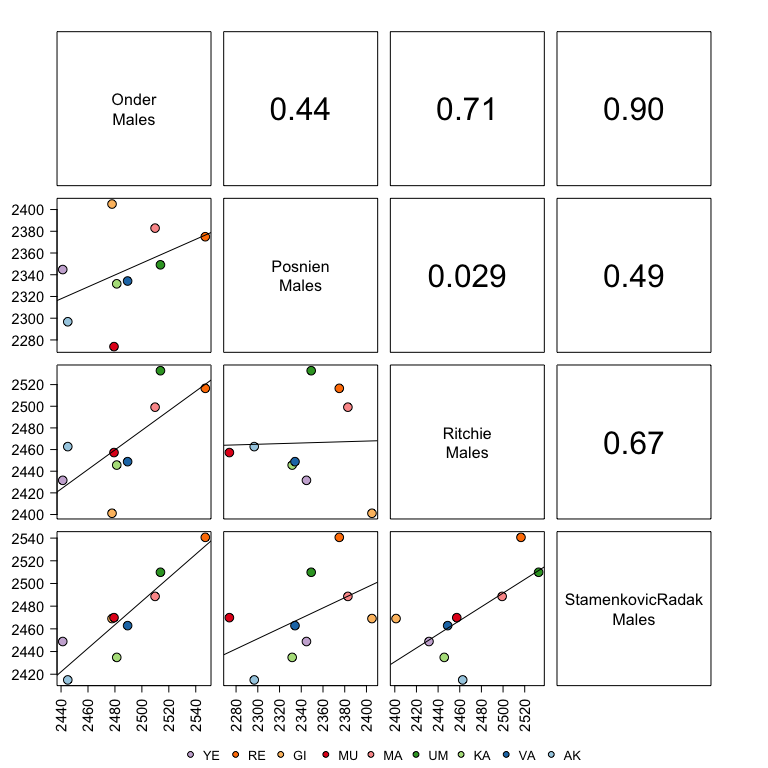 Onder
Males
0.44
0.71
0.90
2400
2380
2360
2340
2320
2300
2280
Posnien
Males
0.029
0.49
2520
2500
2480
2460
2440
2420
2400
Ritchie
Males
0.67
2540
2520
2500
2480
2460
2440
2420
StamenkovicRadak
Males
2440 2460 2480 2500 2520 2540
2280 2300 2320 2340 2360 2380 2400
2400 2420 2440 2460 2480 2500 2520
YE RE GI MU MA UM KA VA AK